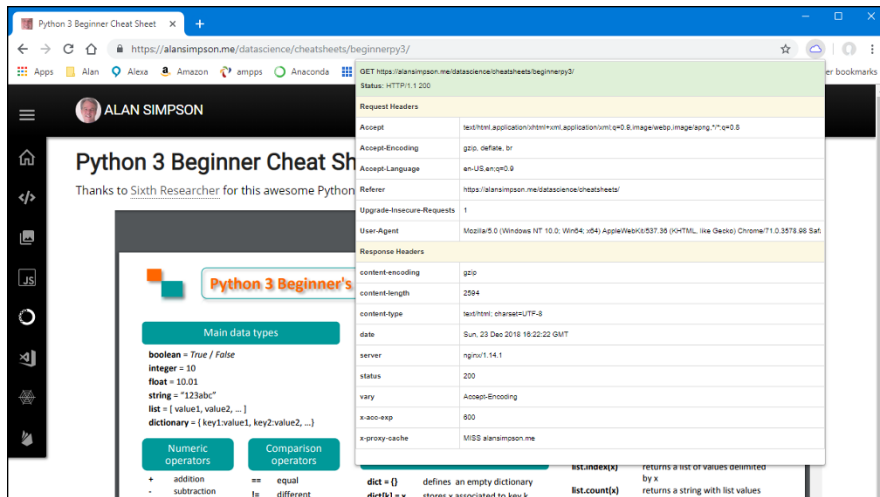 Python 3 Beginner Cheat Sheet
https://alansimpson.me/datascience/cheatsheets/beginnerpy3/
Apps Alan Alexa Amazon ampps Anaconda
er bookmarks
ALAN SIMPSON
Python 3 Beginner Cheat Sh
Thanks to Sixth Researcher for this awesome Python
Python 3 Beginner's
Main data types
boolean = True / False
integer = 10
float = 10.01
string = "123abc"
list = [ value1, value2, ... ]
dictionary = { key1:value1, key2:value2, ...}
Numeric
operators
+ addition
- subtraction
Comparison
operators
== equal
!= different
GET https://alansimpson.me/datascience/cheatsheets/beginnerpy3/
Status: HTTP/1.1 200
Request Headers
Accept text/html,application/xhtml+xml,application/xml;q=0.9,image/webp,image/apng,*/*;q=0.8
Accept-Encoding gzip, deflate, br
Accept-Language en-US,en;q=0.9
Referer https://alansimpson.me/datascience/cheatsheets/
Upgrade-Insecure-Requests 1
User-Agent Mozilla/5.0 (Windows NT 10.0; Win64; x64) AppleWebKit/537.36 (KHTML, like Gecko) Chrome/71.0.3578.98 Saf
Response Headers
content-encoding gzip
content-length 2594
content-type text/html; charset=UTF-8
date Sun, 23 Dec 2018 16:22:22 GMT
server nginx/1.14.1
status 200
vary Accept-Encoding
x-acc-exp 600
x-proxy-cache MISS alansimpson.me
dict = {} defines an empty dictionary
dict[k] = x stores x associated to key k
list.index(x) returns a list of values delimited
by x
list.count(x) returns a string with list values
JS